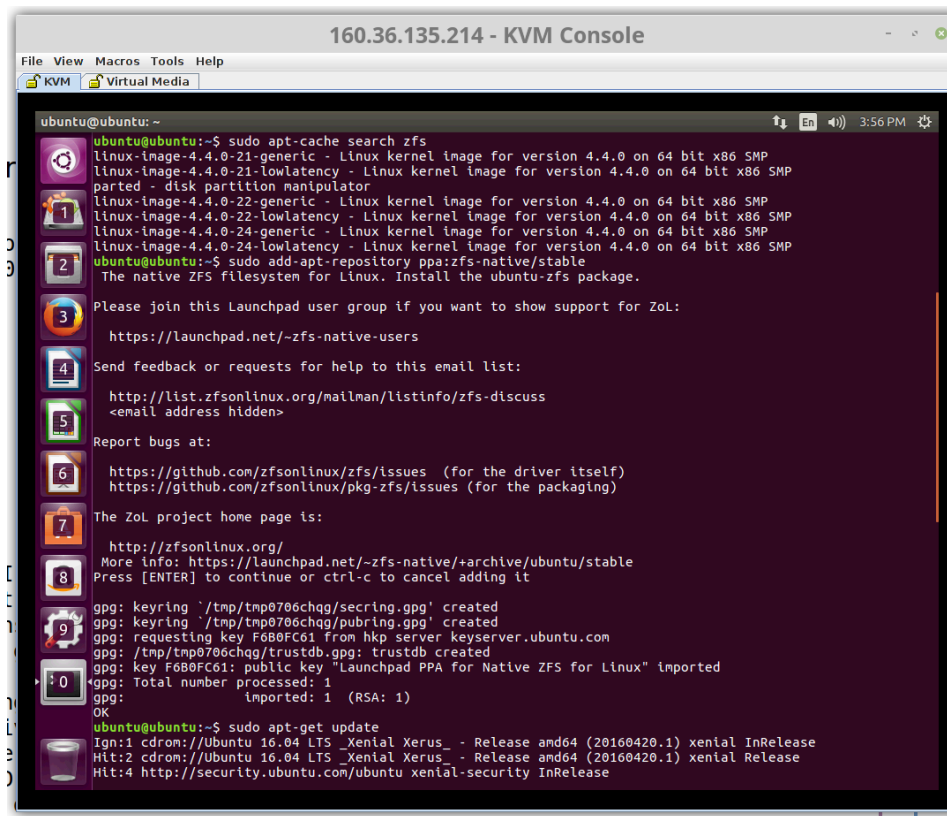 160.36.135.214 - KVM Console
File View Macros Tools Help
KVM Virtual Media
ubuntu@ubuntu: ~ En 3:56 PM
ubuntu@ubuntu:~$ sudo apt-cache search zfs
linux-image-4.4.0-21-generic - Linux kernel image for version 4.4.0 on 64 bit x86 SMP
linux-image-4.4.0-21-lowlatency - Linux kernel image for version 4.4.0 on 64 bit x86 SMP
parted - disk partition manipulator
linux-image-4.4.0-22-generic - Linux kernel image for version 4.4.0 on 64 bit x86 SMP
linux-image-4.4.0-22-lowlatency - Linux kernel image for version 4.4.0 on 64 bit x86 SMP
linux-image-4.4.0-24-generic - Linux kernel image for version 4.4.0 on 64 bit x86 SMP
linux-image-4.4.0-24-lowlatency - Linux kernel image for version 4.4.0 on 64 bit x86 SMP
ubuntu@ubuntu:~$ sudo add-apt-repository ppa:zfs-native/stable
The native ZFS filesystem for Linux. Install the ubuntu-zfs package.
Please join this Launchpad user group if you want to show support for ZoL:
https://launchpad.net/~zfs-native-users
Send feedback or requests for help to this email list:
http://list.zfsonlinux.org/mailman/listinfo/zfs-discuss
<email address hidden>
Report bugs at:
https://github.com/zfsonlinux/zfs/issues (for the driver itself)
https://github.com/zfsonlinux/pkg-zfs/issues (for the packaging)
The ZoL project home page is:
http://zfsonlinux.org/
More info: https://launchpad.net/~zfs-native/+archive/ubuntu/stable
Press [ENTER] to continue or ctrl-c to cancel adding it
gpg: keyring `/tmp/tmp0706chqg/secring.gpg' created
gpg: keyring `/tmp/tmp0706chqg/pubring.gpg' created
gpg: requesting key F6B0FC61 from hkp server keyserver.ubuntu.com
gpg: /tmp/tmp0706chqg/trustdb.gpg: trustdb created
gpg: key F6B0FC61: public key "Launchpad PPA for Native ZFS for Linux" imported
gpg: Total number processed: 1
gpg: imported: 1 (RSA: 1)
OK
ubuntu@ubuntu:~$ sudo apt-get update
Ign:1 cdrom://Ubuntu 16.04 LTS _Xenial Xerus_ - Release amd64 (20160420.1) xenial InRelease
Hit:2 cdrom://Ubuntu 16.04 LTS _Xenial Xerus_ - Release amd64 (20160420.1) xenial Release
Hit:4 http://security.ubuntu.com/ubuntu xenial-security InRelease
1
2
3
4
5
6
7
8
9
0